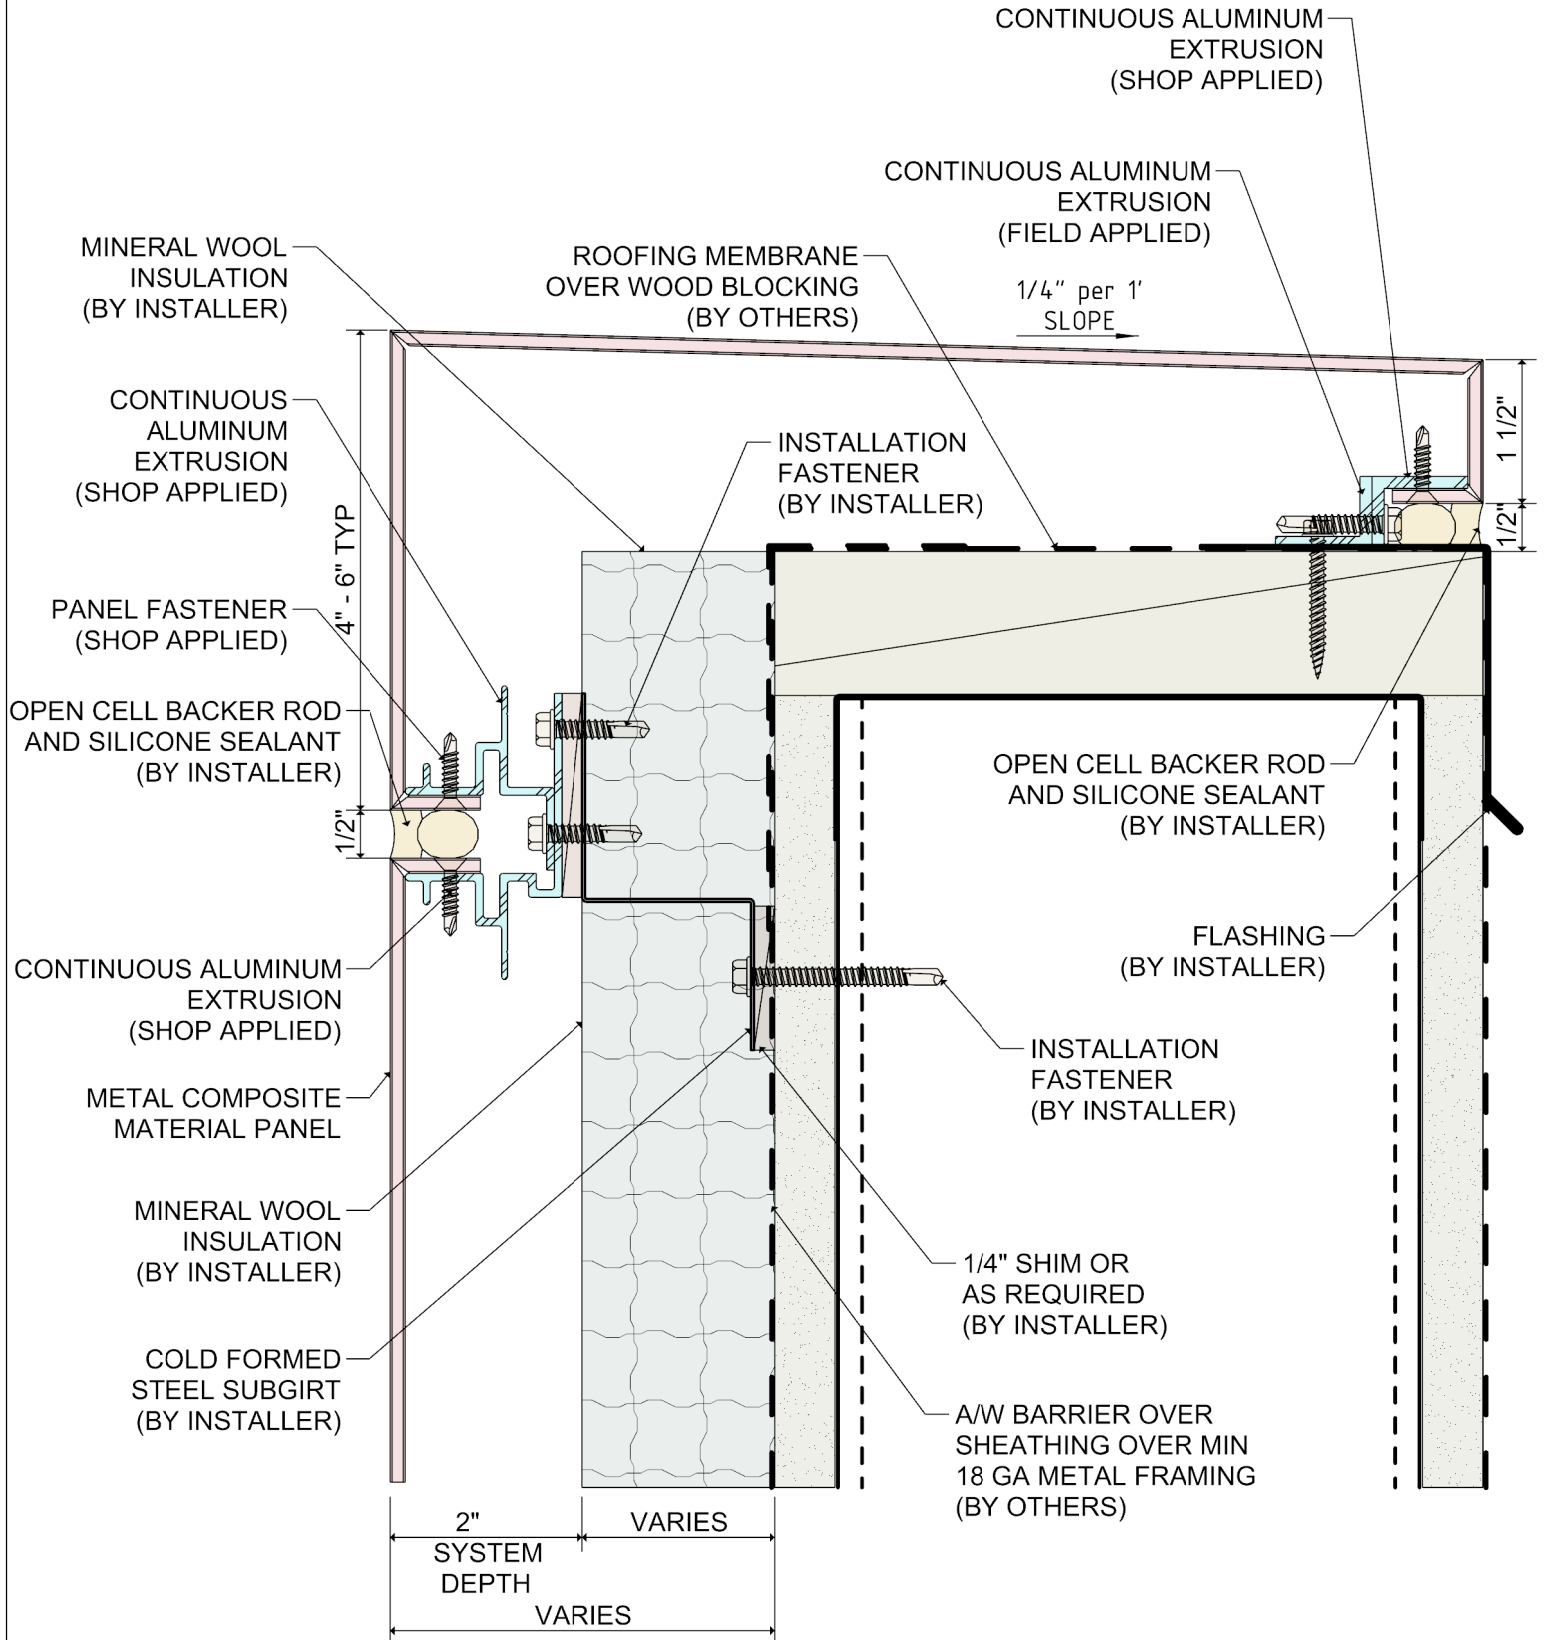 CONTINUOUS ALUMINUM
EXTRUSION
(SHOP APPLIED)
CONTINUOUS ALUMINUM
EXTRUSION
(FIELD APPLIED)
MINERAL WOOL
INSULATION
(BY INSTALLER)
ROOFING MEMBRANE
OVER WOOD BLOCKING
(BY OTHERS)
1/4" per 1'
SLOPE
CONTINUOUS
ALUMINUM
EXTRUSION
(SHOP APPLIED)
INSTALLATION
FASTENER
(BY INSTALLER)
1 1/2"
1/2"
4" - 6" TYP
PANEL FASTENER
(SHOP APPLIED)
OPEN CELL BACKER ROD
AND SILICONE SEALANT
(BY INSTALLER)
1/2"
OPEN CELL BACKER ROD
AND SILICONE SEALANT
(BY INSTALLER)
FLASHING
(BY INSTALLER)
CONTINUOUS ALUMINUM
EXTRUSION
(SHOP APPLIED)
INSTALLATION
FASTENER
(BY INSTALLER)
METAL COMPOSITE
MATERIAL PANEL
MINERAL WOOL
INSULATION
(BY INSTALLER)
1/4" SHIM OR
AS REQUIRED
(BY INSTALLER)
COLD FORMED
STEEL SUBGIRT
(BY INSTALLER)
A/W BARRIER OVER
SHEATHING OVER MIN
18 GA METAL FRAMING
(BY OTHERS)
2"
SYSTEM
DEPTH
VARIES
VARIES